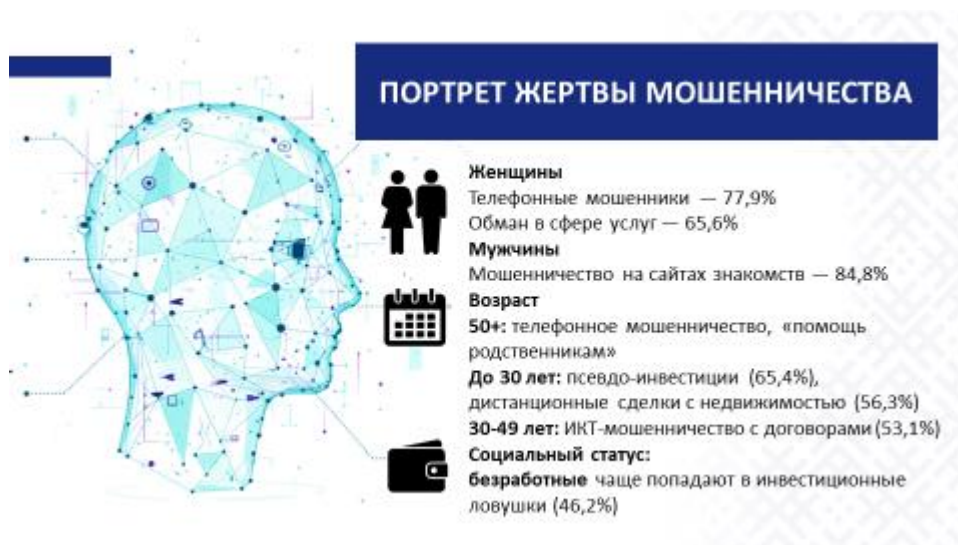 ПОРТРЕТ ЖЕРТВЫ МОШЕННИЧЕСТВА
Женщины
Телефонные мошенники — 77,9%
Обман в сфере услуг — 65,6%
Мужчины
Мошенничество на сайтах знакомств — 84,8%
Возраст
50+: телефонное мошенничество, «помощь
родственникам»
До 30 лет: псевдо-инвестиции (65,4%),
дистанционные сделки с недвижимостью (56,3%)
30-49 лет: ИКТ-мошенничество с договорами (53,1%)
Социальный статус:
безработные чаще попадают в инвестиционные
ловушки (46,2%)